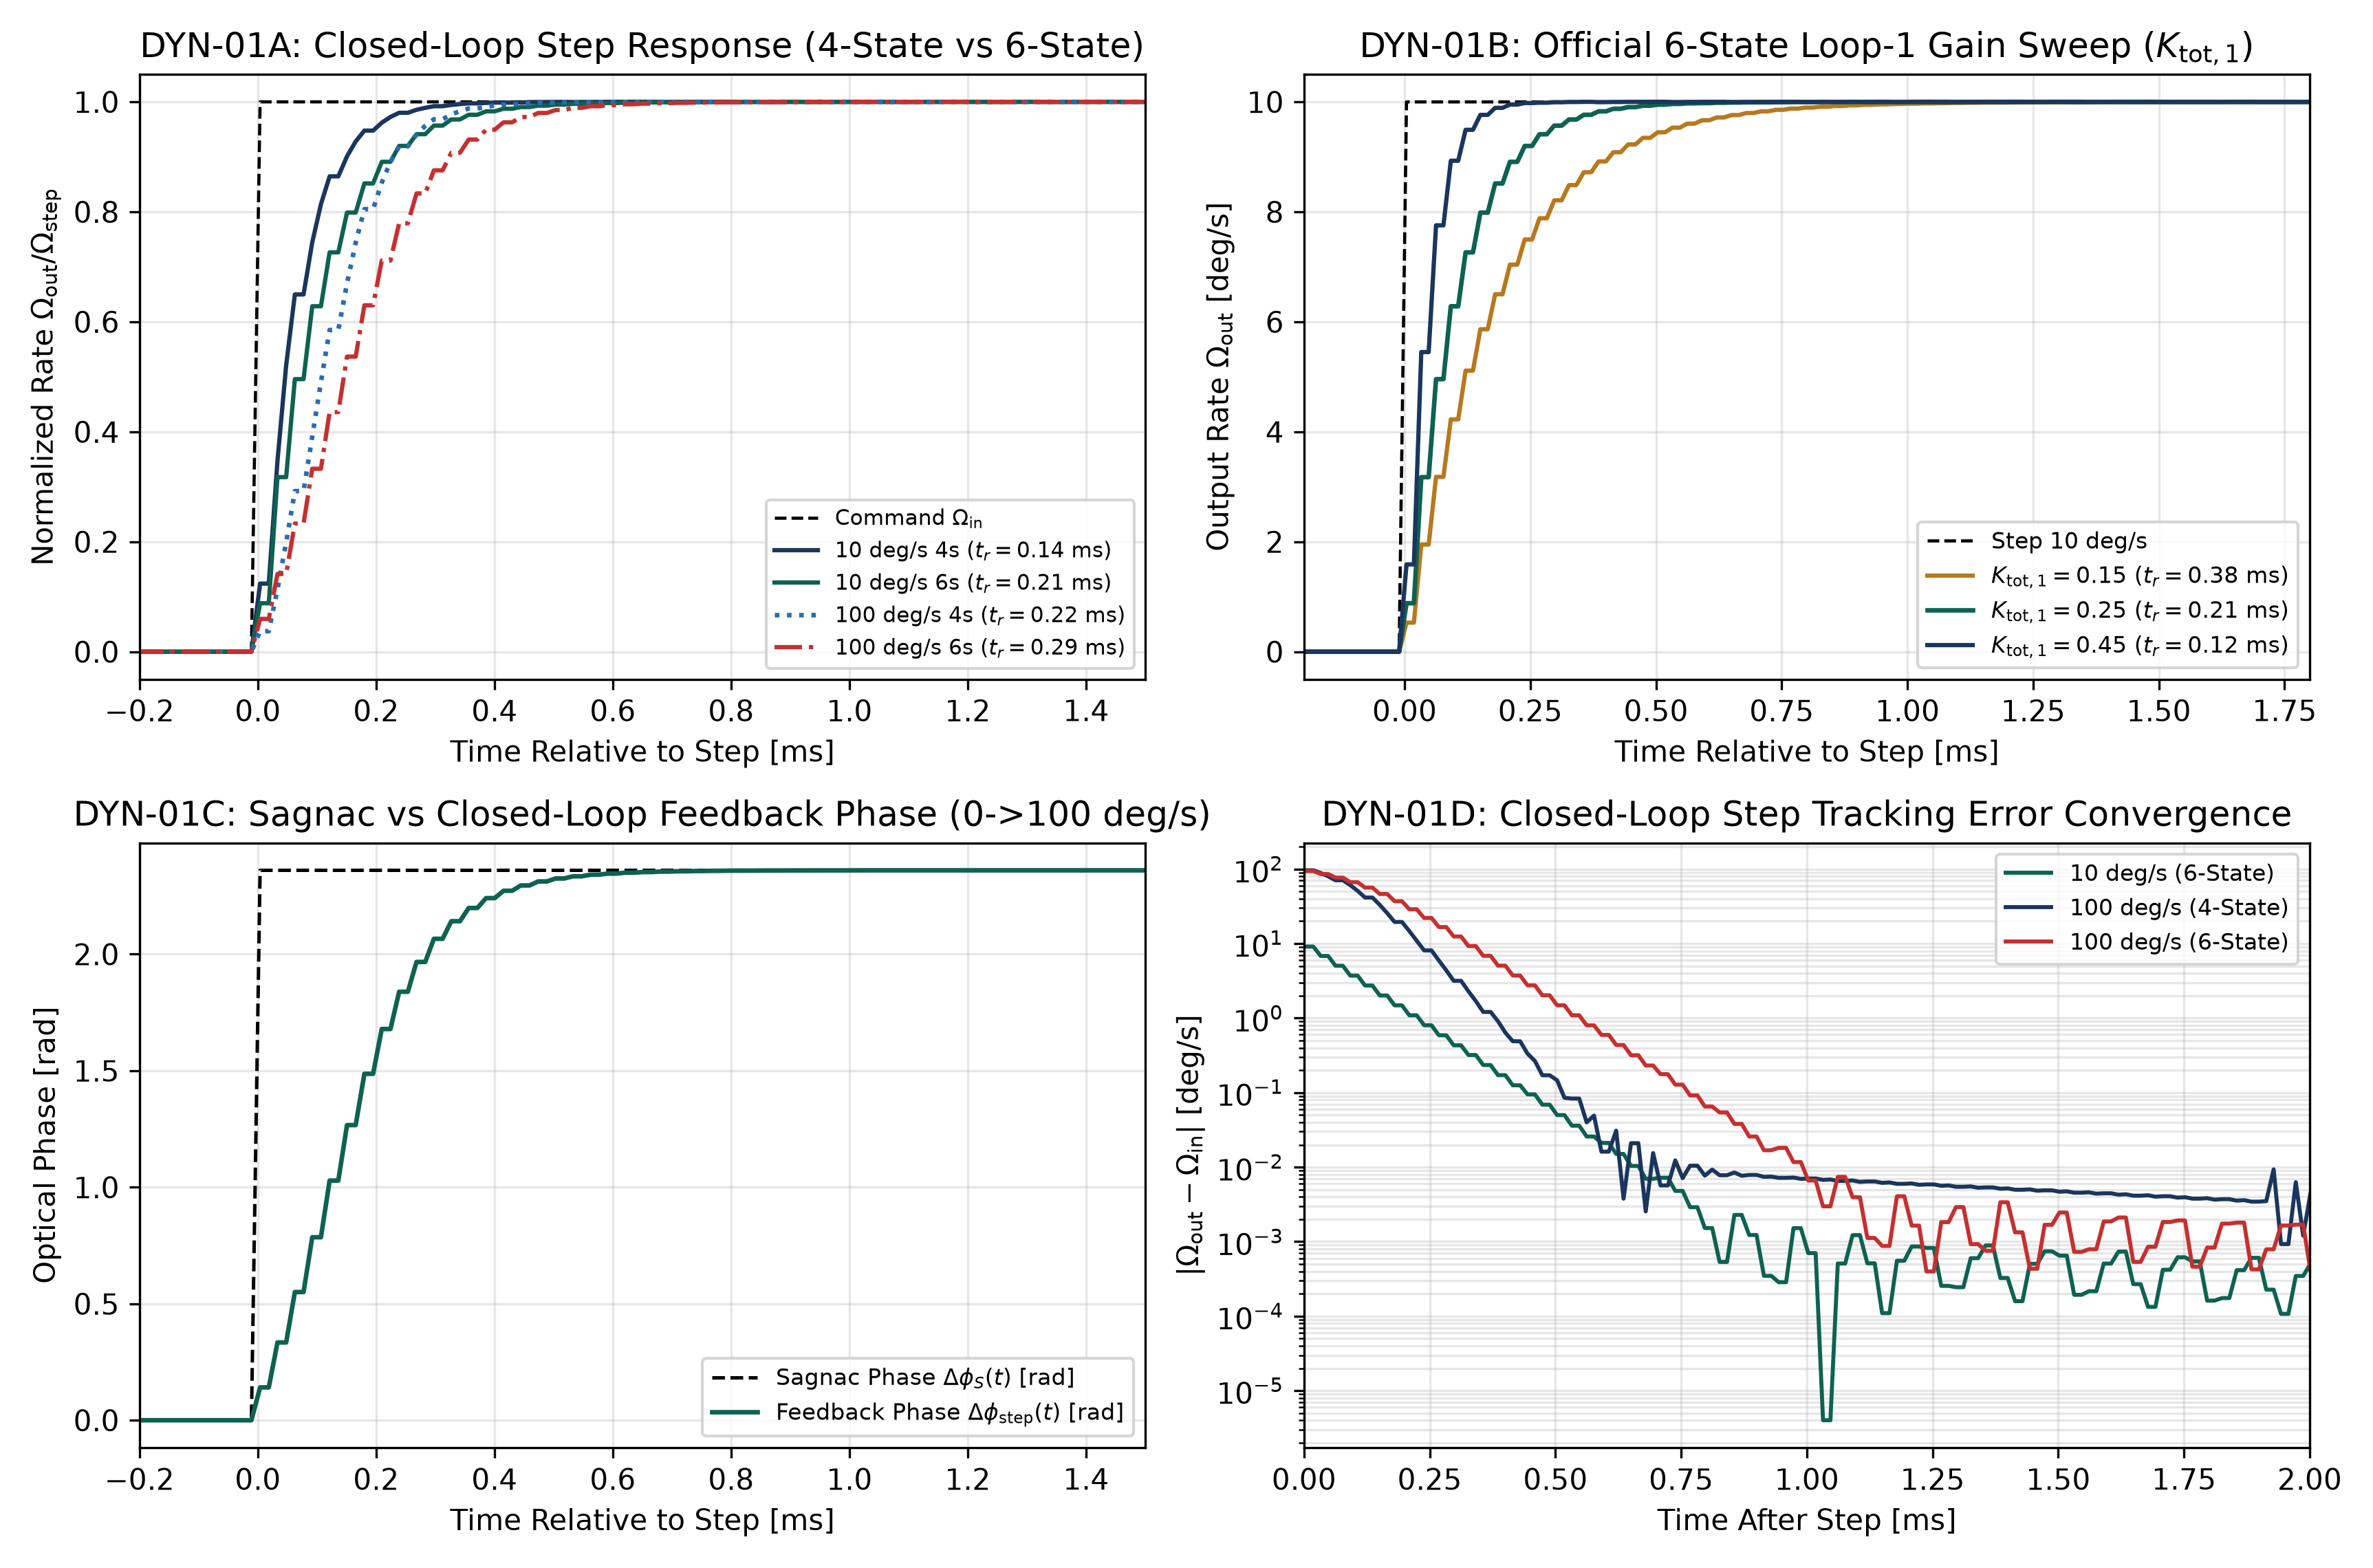 DYN-01A: Closed-Loop Step Response (4-State vs 6-State)
Normalized Rate Ω_out/Ω_step
1.0
0.8
0.6
0.4
0.2
0.0
Command Ω_in
10 deg/s 4s (t_r = 0.14 ms)
10 deg/s 6s (t_r = 0.21 ms)
100 deg/s 4s (t_r = 0.22 ms)
100 deg/s 6s (t_r = 0.29 ms)
−0.2 0.0 0.2 0.4 0.6 0.8 1.0 1.2 1.4
Time Relative to Step [ms]
DYN-01B: Official 6-State Loop-1 Gain Sweep (K_tot, 1)
Output Rate Ω_out [deg/s]
10
8
6
4
2
0
Step 10 deg/s
K_tot, 1 = 0.15 (t_r = 0.38 ms)
K_tot, 1 = 0.25 (t_r = 0.21 ms)
K_tot, 1 = 0.45 (t_r = 0.12 ms)
0.00 0.25 0.50 0.75 1.00 1.25 1.50 1.75
Time Relative to Step [ms]
DYN-01C: Sagnac vs Closed-Loop Feedback Phase (0->100 deg/s)
Optical Phase [rad]
2.0
1.5
1.0
0.5
0.0
Sagnac Phase Δϕ_S(t) [rad]
Feedback Phase Δϕ_step(t) [rad]
−0.2 0.0 0.2 0.4 0.6 0.8 1.0 1.2 1.4
Time Relative to Step [ms]
DYN-01D: Closed-Loop Step Tracking Error Convergence
|Ω_out − Ω_in| [deg/s]
10²
10¹
10⁰
10⁻¹
10⁻²
10⁻³
10⁻⁴
10⁻⁵
10 deg/s (6-State)
100 deg/s (4-State)
100 deg/s (6-State)
0.00 0.25 0.50 0.75 1.00 1.25 1.50 1.75 2.00
Time After Step [ms]